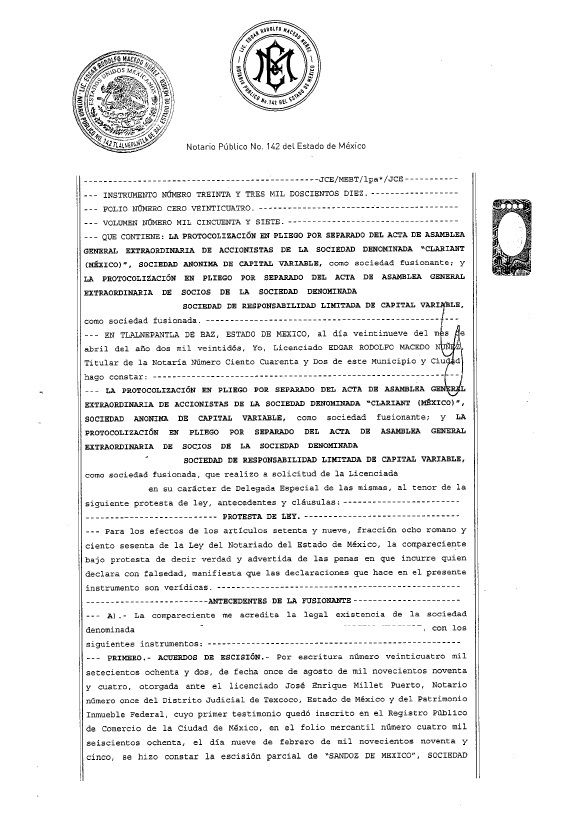 LIC. EDGAR RODOLFO MACEDO NUÑEZ
NOTARIO PUBLICO No. 142 DEL ESTADO DE MEXICO
ESTADOS UNIDOS MEXICANOS
LIC. EDGAR RODOLFO MACEDO NUÑEZ
NOTARIA PUBLICA No. 142 TLALNEPANTLA DE BAZ, ESTADO DE MEXICO
Notario Público No. 142 del Estado de México
----------------------------------------JCE/MEBT/lpa*/JCE-----------
--- INSTRUMENTO NÚMERO TREINTA Y TRES MIL DOSCIENTOS DIEZ. ---------------
--- FOLIO NÚMERO CERO VEINTICUATRO. -----------------------------------
--- VOLUMEN NÚMERO MIL CINCUENTA Y SIETE. -----------------------------
--- QUE CONTIENE: LA PROTOCOLIZACIÓN EN PLIEGO POR SEPARADO DEL ACTA DE ASAMBLEA
GENERAL EXTRAORDINARIA DE ACCIONISTAS DE LA SOCIEDAD DENOMINADA "CLARIANT
(MÉXICO)", SOCIEDAD ANONIMA DE CAPITAL VARIABLE, como sociedad fusionante; y
LA PROTOCOLIZACIÓN EN PLIEGO POR SEPARADO DEL ACTA DE ASAMBLEA GENERAL
EXTRAORDINARIA DE SOCIOS DE LA SOCIEDAD DENOMINADA
SOCIEDAD DE RESPONSABILIDAD LIMITADA DE CAPITAL VARIABLE,
como sociedad fusionada. --------------------------------------------
--- EN TLALNEPANTLA DE BAZ, ESTADO DE MEXICO, al día veintinueve del mes de
abril del año dos mil veintidós, Yo, Licenciado EDGAR RODOLFO MACEDO NUÑEZ,
Titular de la Notaría Número Ciento Cuarenta y Dos de este Municipio y Ciudad
hago constar: -----------------------------------------------------
--- LA PROTOCOLIZACIÓN EN PLIEGO POR SEPARADO DEL ACTA DE ASAMBLEA GENERAL
EXTRAORDINARIA DE ACCIONISTAS DE LA SOCIEDAD DENOMINADA "CLARIANT (MÉXICO)",
SOCIEDAD ANONIMA DE CAPITAL VARIABLE, como sociedad fusionante; y LA
PROTOCOLIZACIÓN EN PLIEGO POR SEPARADO DEL ACTA DE ASAMBLEA GENERAL
EXTRAORDINARIA DE SOCIOS DE LA SOCIEDAD DENOMINADA
SOCIEDAD DE RESPONSABILIDAD LIMITADA DE CAPITAL VARIABLE,
como sociedad fusionada, que realizo a solicitud de la Licenciada
en su carácter de Delegada Especial de las mismas, al tenor de la
siguiente protesta de ley, antecedentes y cláusulas:--------------------
----------------------- PROTESTA DE LEY. ---------------------------
--- Para los efectos de los artículos setenta y nueve, fracción ocho romano y
ciento sesenta de la Ley del Notariado del Estado de México, la compareciente
bajo protesta de decir verdad y advertida de las penas en que incurre quien
declara con falsedad, manifiesta que las declaraciones que hace en el presente
instrumento son verídicas. ------------------------------------------
---------------------ANTECEDENTES DE LA FUSIONANTE-------------------
--- A).- La compareciente me acredita la legal existencia de la sociedad
denominada , con los
siguientes instrumentos: -------------------------------------------
--- PRIMERO.- ACUERDOS DE ESCISIÓN.- Por escritura número veinticuatro mil
setecientos ochenta y dos, de fecha once de agosto de mil novecientos noventa
y cuatro, otorgada ante el licenciado José Enrique Millet Puerto, Notario
número once del Distrito Judicial de Texcoco, Estado de México y del Patrimonio
Inmueble Federal, cuyo primer testimonio quedó inscrito en el Registro Público
de Comercio de la Ciudad de México, en el folio mercantil número cuatro mil
seiscientos ochenta, el día nueve de febrero de mil novecientos noventa y
cinco, se hizo constar la escisión parcial de "SANDOZ DE MEXICO", SOCIEDAD